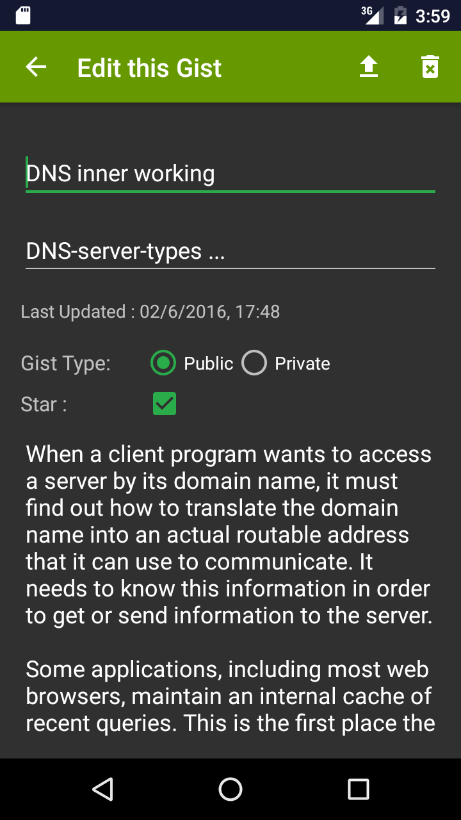 3G 3:59
Edit this Gist
DNS inner working
DNS-server-types ...
Last Updated : 02/6/2016, 17:48
Gist Type: Public Private
Star :
When a client program wants to access
a server by its domain name, it must
find out how to translate the domain
name into an actual routable address
that it can use to communicate. It
needs to know this information in order
to get or send information to the server.
Some applications, including most web
browsers, maintain an internal cache of
recent queries. This is the first place the